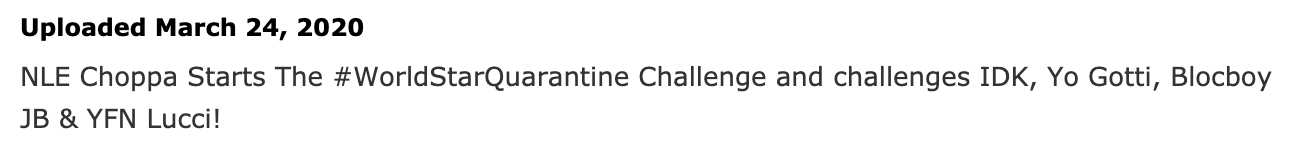 Uploaded March 24, 2020
NLE Choppa Starts The #WorldStarQuarantine Challenge and challenges IDK, Yo Gotti, Blocboy
JB & YFN Lucci!